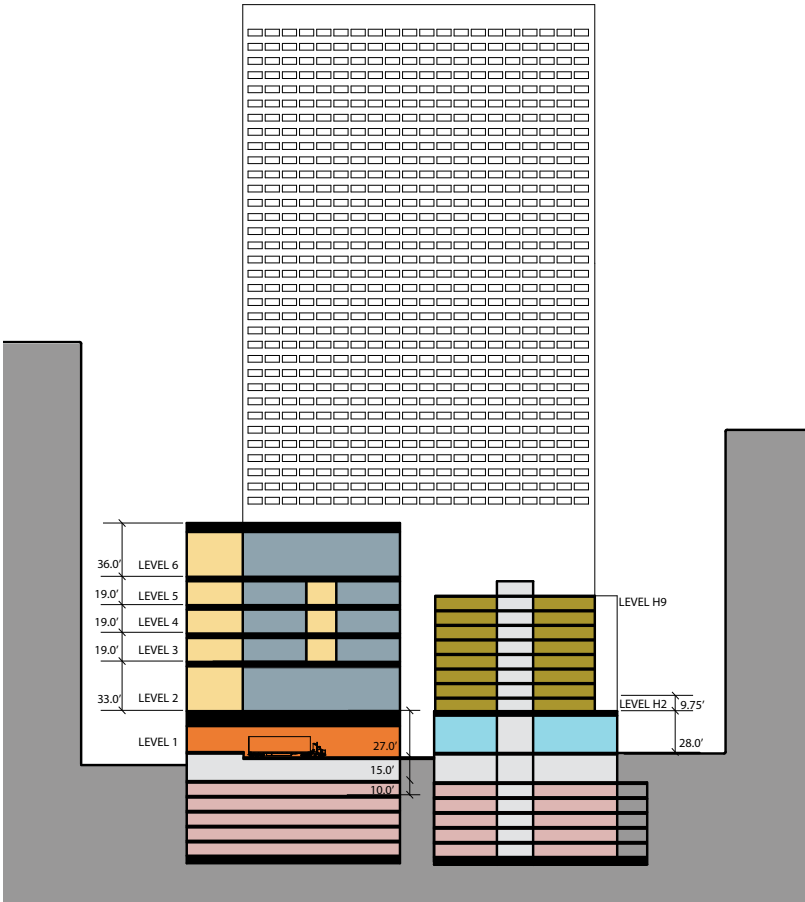 36.0' LEVEL 6
19.0' LEVEL 5
LEVEL H9
19.0' LEVEL 4
19.0' LEVEL 3
33.0' LEVEL 2
LEVEL H2 9.75'
LEVEL 1
27.0'
28.0'
15.0'
10.0'